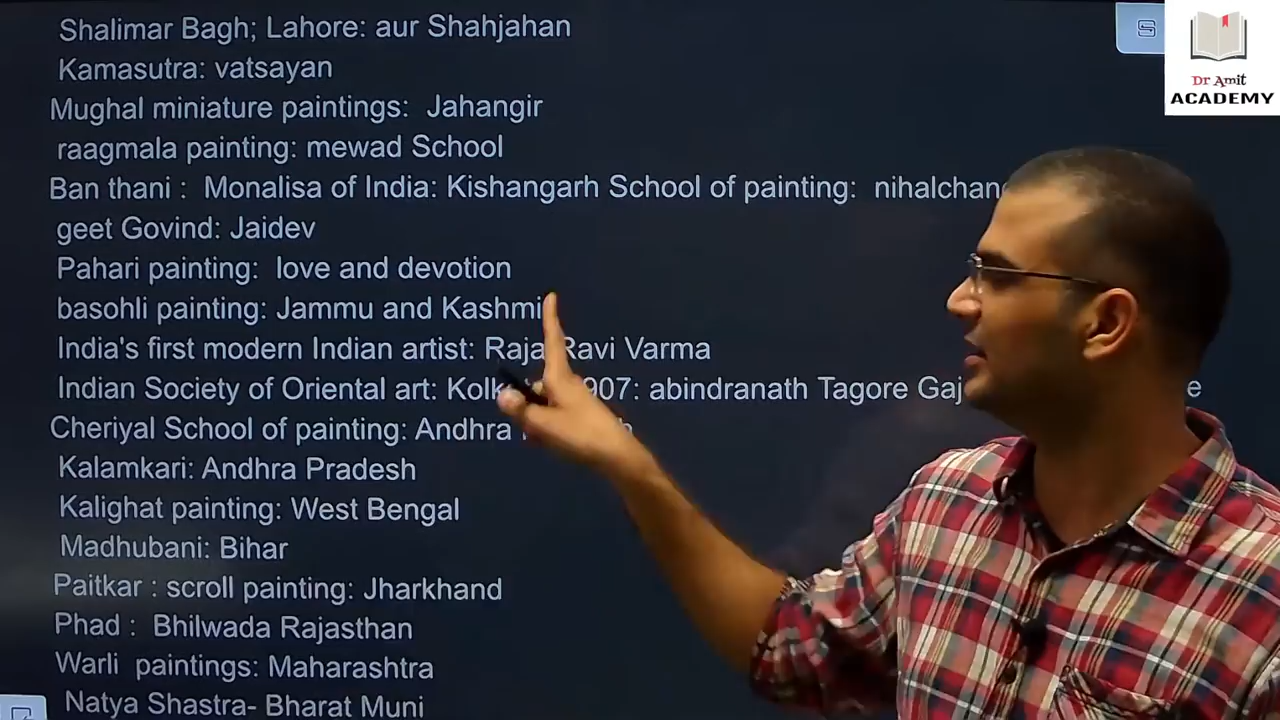 Shalimar Bagh; Lahore: aur Shahjahan
Kamasutra: vatsayan
Mughal miniature paintings: Jahangir
raagmala painting: mewad School
Ban thani : Monalisa of India: Kishangarh School of painting:
geet Govind: Jaidev
Pahari painting: love and devotion
basohli painting: Jammu and
India's first modern Indian artist: Raja Ravi Varma
Indian Society of Oriental art: abindranath Tagore
Cheriyal School of painting: Andhra
Kalamkari: Andhra Pradesh
Kalighat painting: West Bengal
Madhubani: Bihar
Paitkar : scroll painting: Jharkhand
Phad : Bhilwada Rajasthan
Warli paintings: Maharashtra
Natya Shastra- Bharat Muni
Dr Amit
ACADEMY